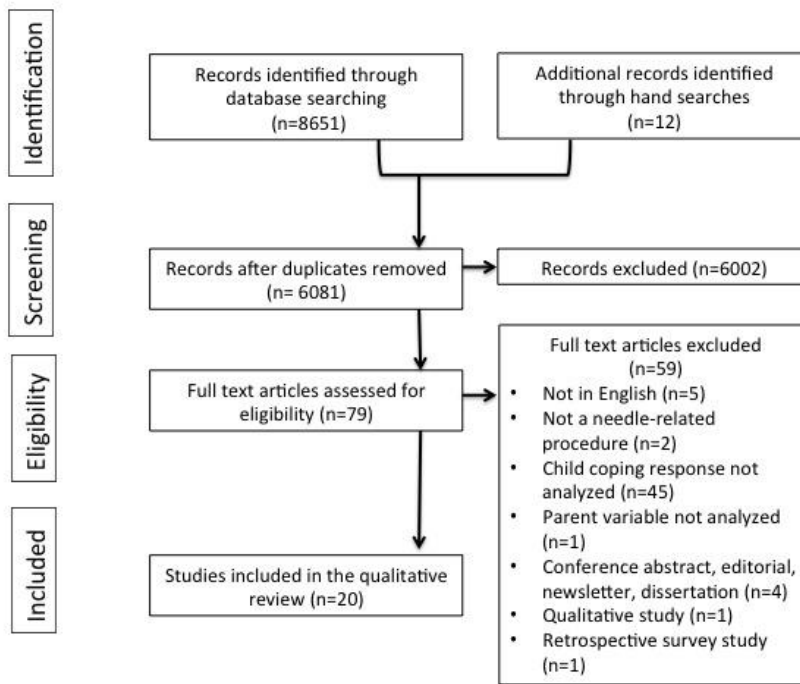 Identification
Records identified through
database searching
(n=8651)
Additional records identified
through hand searches
(n=12)
Screening
Records after duplicates removed
(n= 6081)
Records excluded (n=6002)
Eligibility
Full text articles assessed for
eligibility (n=79)
Full text articles excluded
(n=59)
• Not in English (n=5)
• Not a needle-related
procedure (n=2)
• Child coping response not
analyzed (n=45)
• Parent variable not analyzed
(n=1)
• Conference abstract, editorial,
newsletter, dissertation (n=4)
• Qualitative study (n=1)
• Retrospective survey study
(n=1)
Included
Studies included in the qualitative
review (n=20)